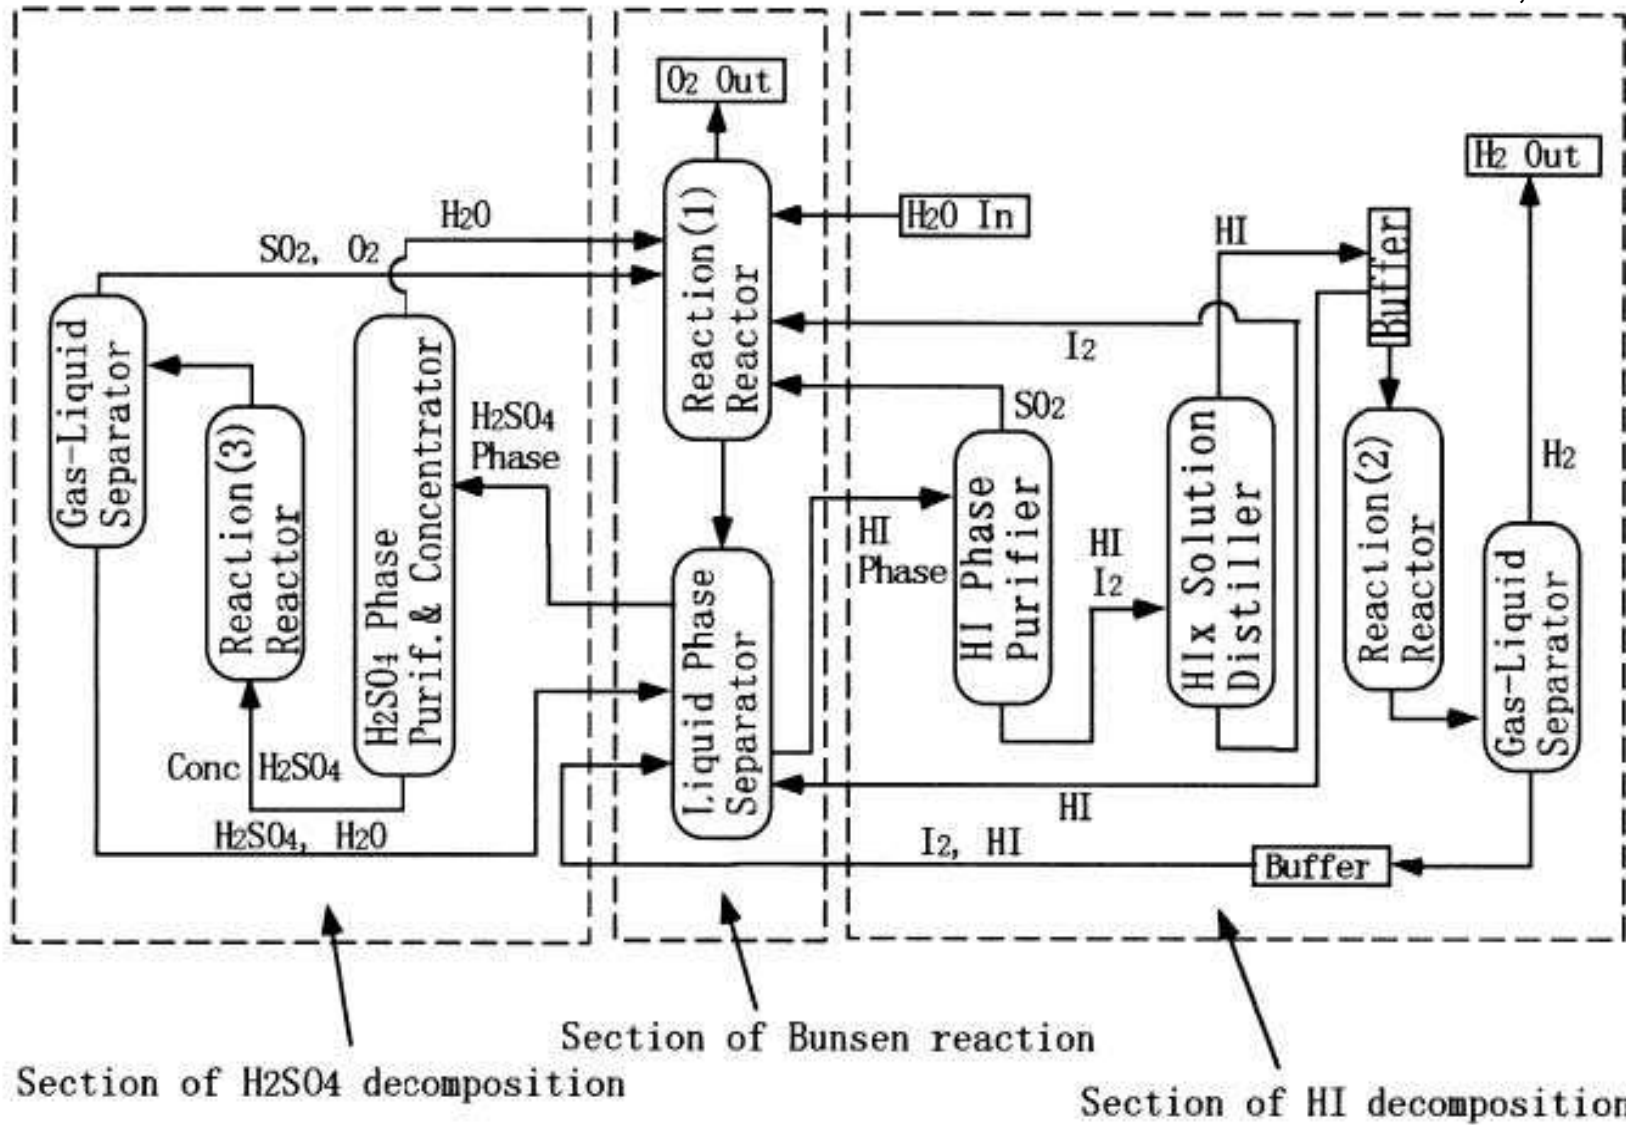 O2 Out
H2 Out
H2O
H2O In
SO2, O2
HI
Buffer
I2
Gas-Liquid
Separator
Reaction(3)
Reactor
H2SO4 Phase
Purif.& Concentrator
H2SO4
Phase
Reaction(1)
Reactor
SO2
HI
Phase
HI Phase
Purifier
HI
I2
HIx Solution
Distiller
Reaction(2)
Reactor
H2
Gas-Liquid
Separator
Liquid Phase
Separator
Conc H2SO4
H2SO4, H2O
HI
I2, HI
Buffer
Section of Bunsen reaction
Section of H2SO4 decomposition
Section of HI decomposition